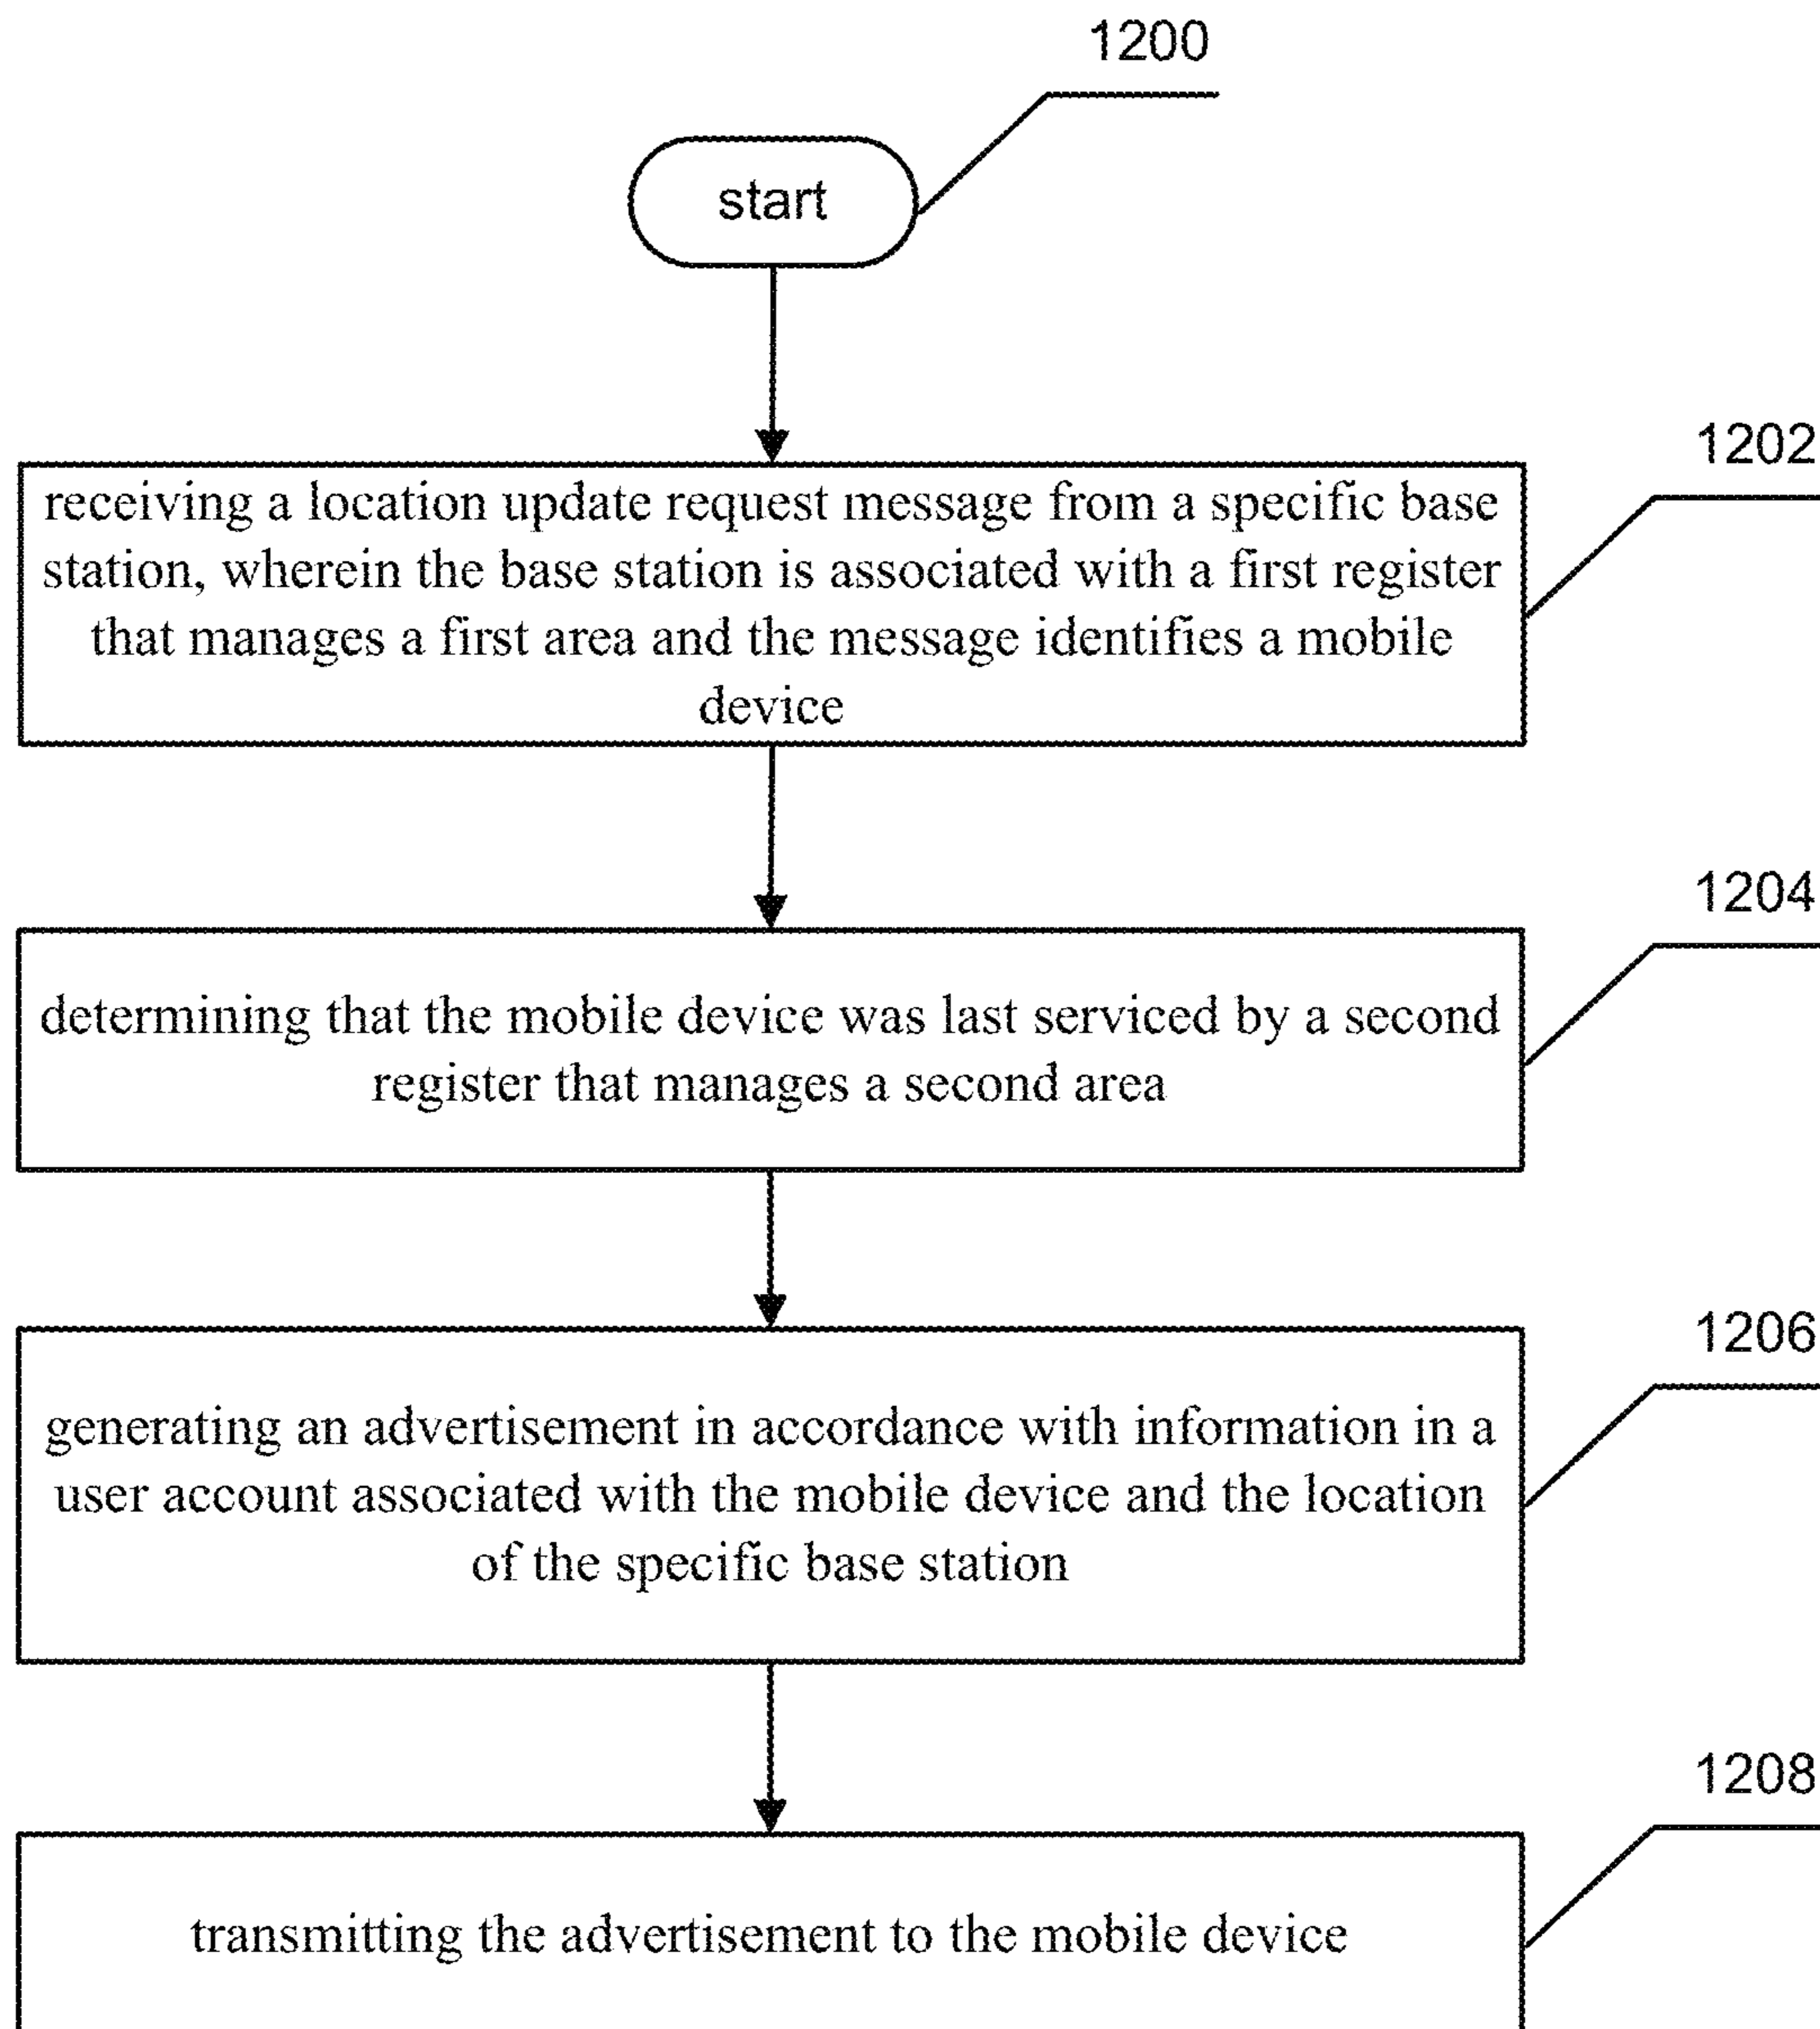 1200
start
1202
receiving a location update request message from a specific base
station, wherein the base station is associated with a first register
that manages a first area and the message identifies a mobile
device
1204
determining that the mobile device was last serviced by a second
register that manages a second area
1206
generating an advertisement in accordance with information in a
user account associated with the mobile device and the location
of the specific base station
1208
transmitting the advertisement to the mobile device